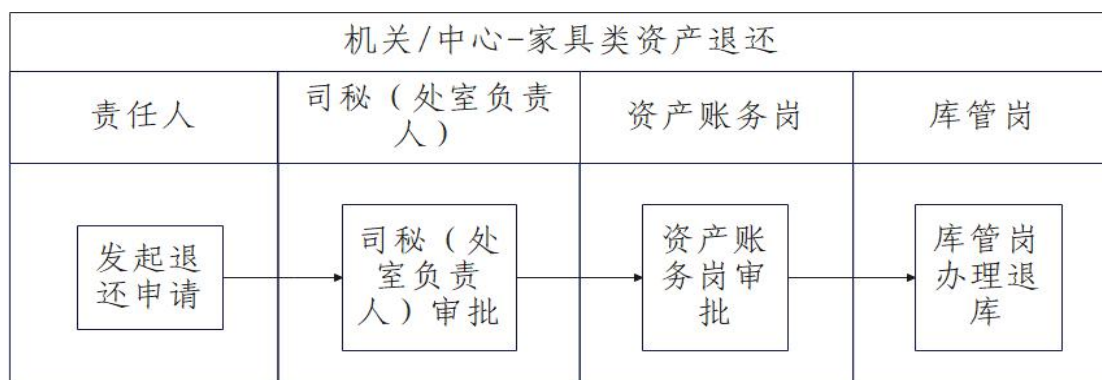 机关/中心-家具类资产退还
责任人
司秘（处室负责
人）
资产账务岗
库管岗
发起退
还申请
司秘（处
室负责
人）审批
资产账
务岗审
批
库管岗
办理退
库